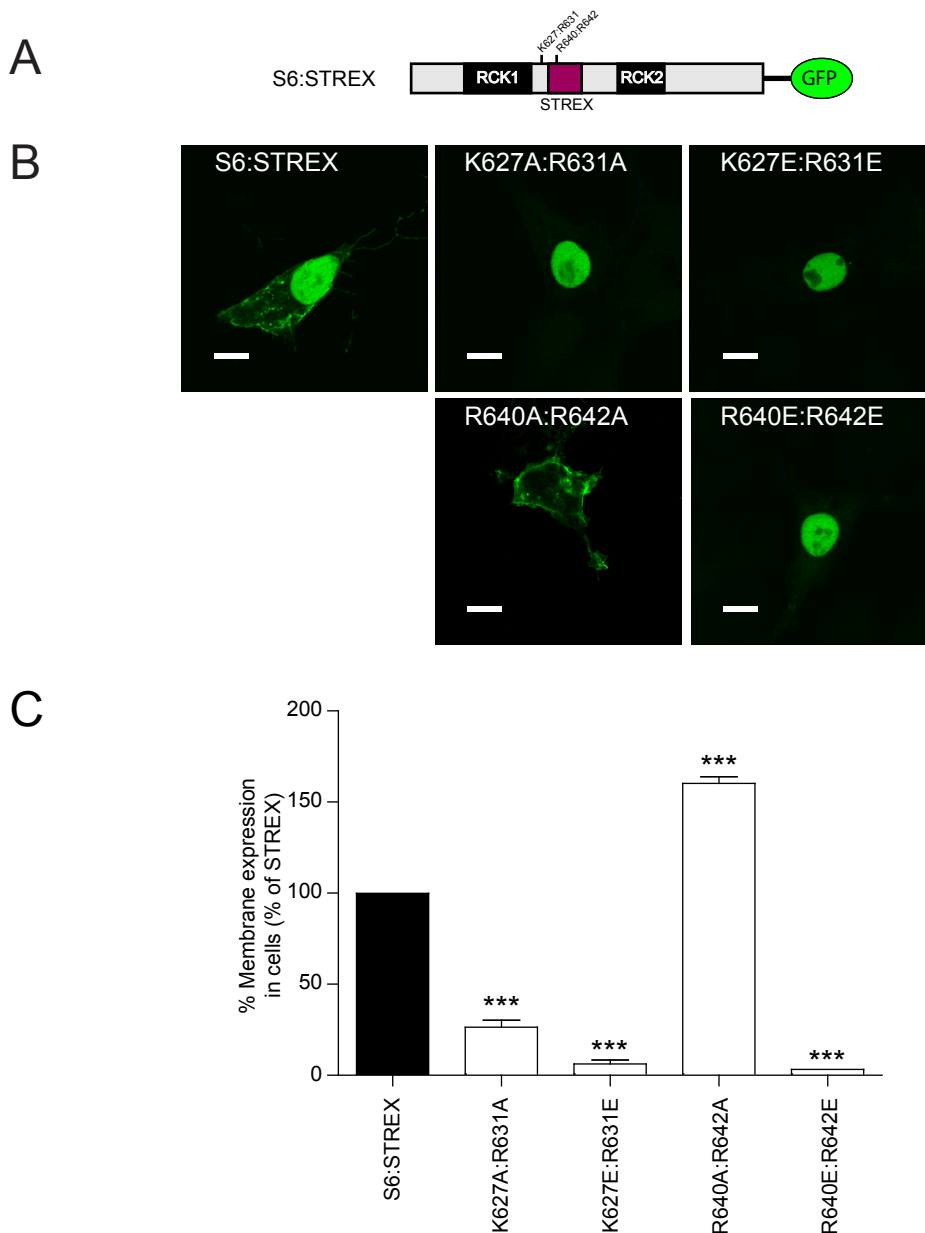 A
K627:R631
R640:R642
S6:STREX
RCK1
RCK2
GFP
STREX
B
S6:STREX
K627A:R631A
K627E:R631E
R640A:R642A
R640E:R642E
C
% Membrane expression
in cells (% of STREX)
200
150
100
50
0
***
***
***
***
S6:STREX
K627A:R631A
K627E:R631E
R640A:R642A
R640E:R642E